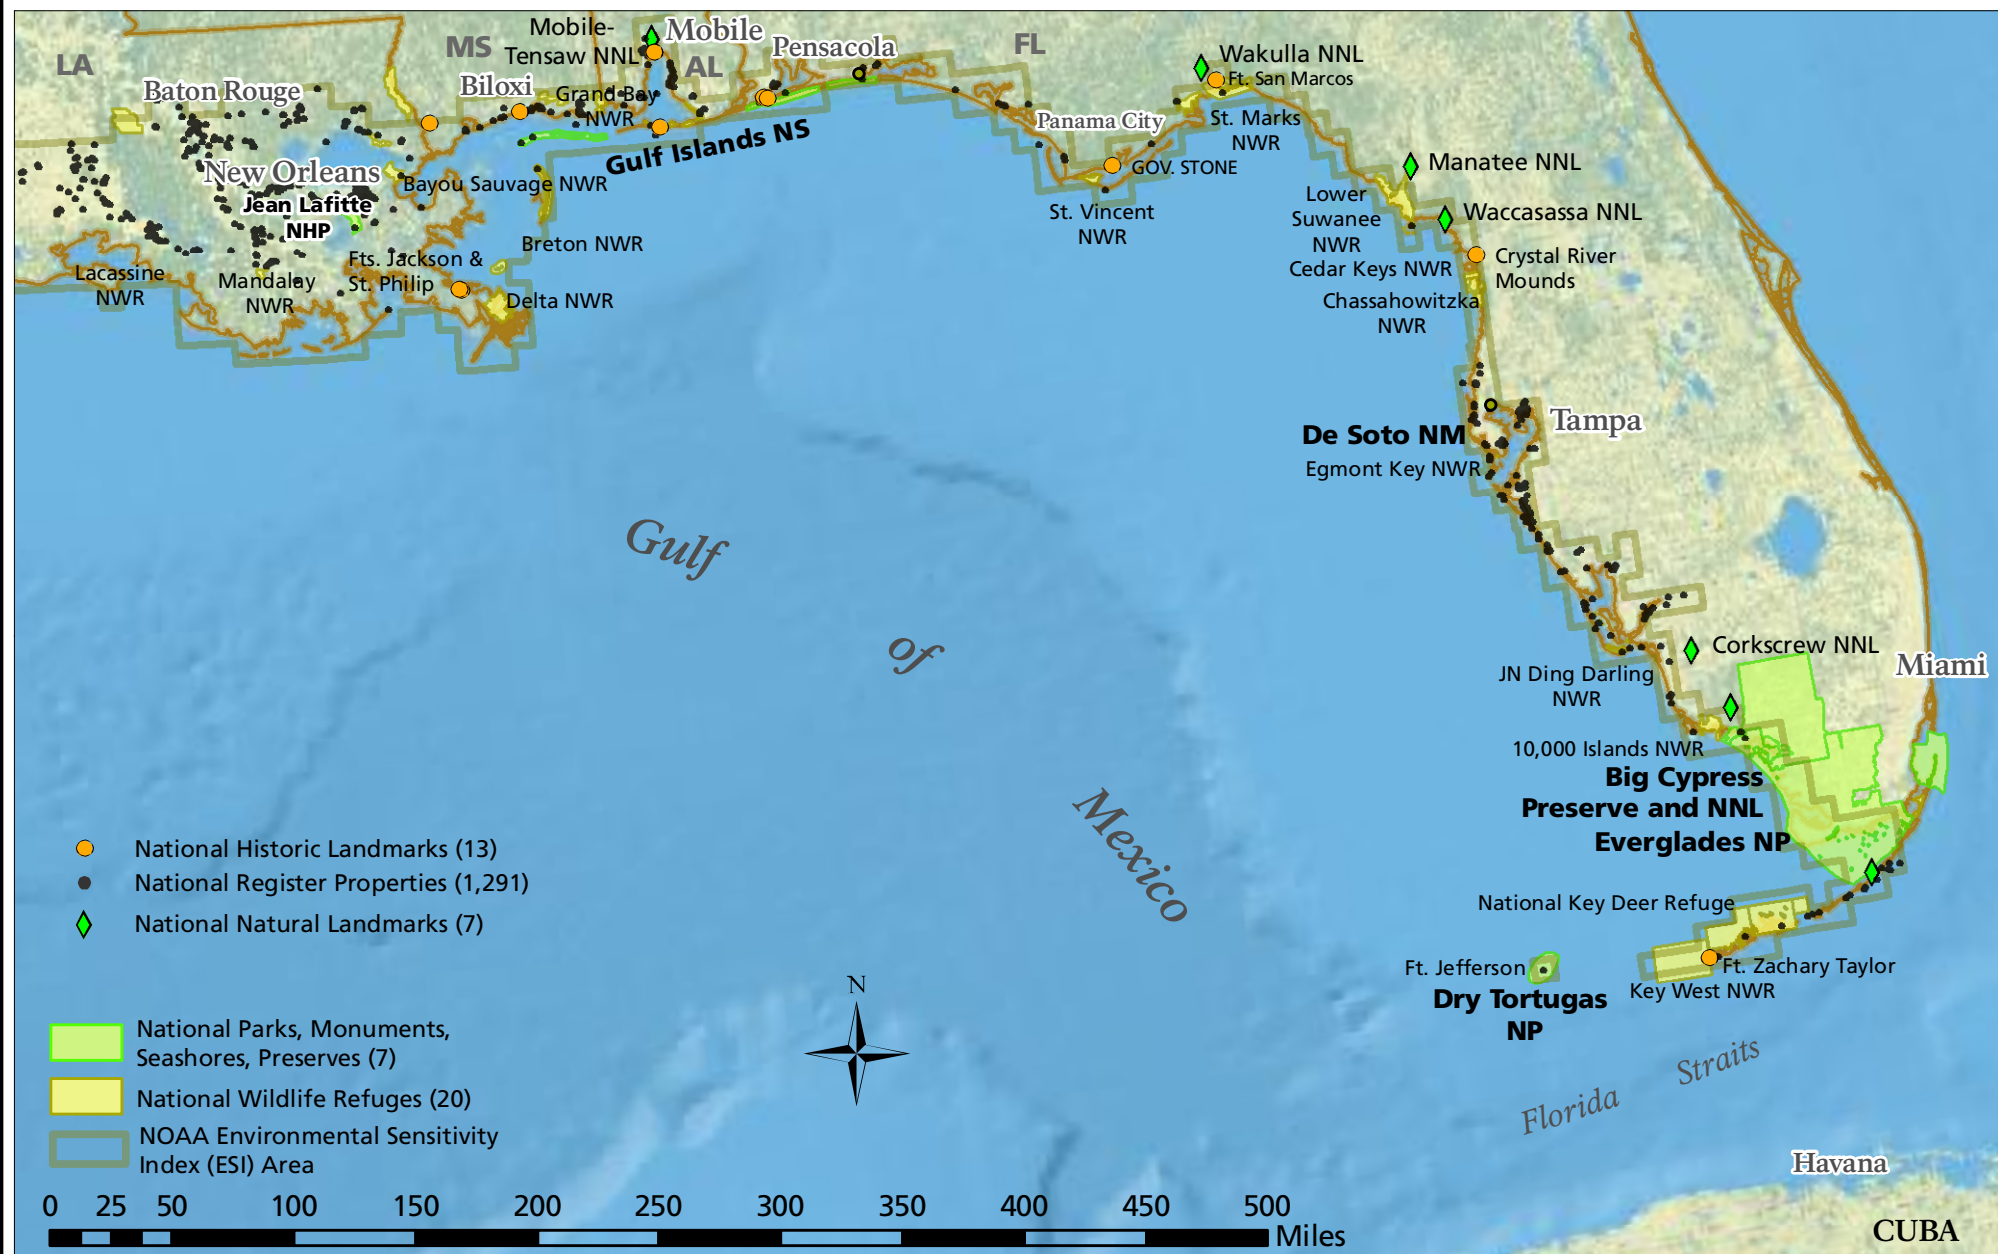 LA
MS
AL
FL
Mobile-
Tensaw NNL
Mobile
Pensacola
Baton Rouge
Biloxi
Grand Bay
NWR
Gulf Islands NS
Wakulla NNL
Ft. San Marcos
St. Marks
NWR
Panama City
GOV. STONE
St. Vincent
NWR
New Orleans
Jean Lafitte
NHP
Bayou Sauvage NWR
Breton NWR
Fts. Jackson &
St. Philip
Delta NWR
Lacassine
NWR
Mandalay
NWR
Manatee NNL
Lower
Suwanee
NWR
Waccasassa NNL
Cedar Keys NWR
Crystal River
Mounds
Chassahowitzka
NWR
De Soto NM
Tampa
Egmont Key NWR
Gulf
of
Mexico
Corkscrew NNL
Miami
JN Ding Darling
NWR
10,000 Islands NWR
Big Cypress
Preserve and NNL
Everglades NP
National Key Deer Refuge
Ft. Jefferson
Dry Tortugas
NP
Ft. Zachary Taylor
Key West NWR
Florida Straits
Havana
CUBA
National Historic Landmarks (13)
National Register Properties (1,291)
National Natural Landmarks (7)
N
National Parks, Monuments,
Seashores, Preserves (7)
National Wildlife Refuges (20)
NOAA Environmental Sensitivity
Index (ESI) Area
0 25 50 100 150 200 250 300 350 400 450 500
Miles